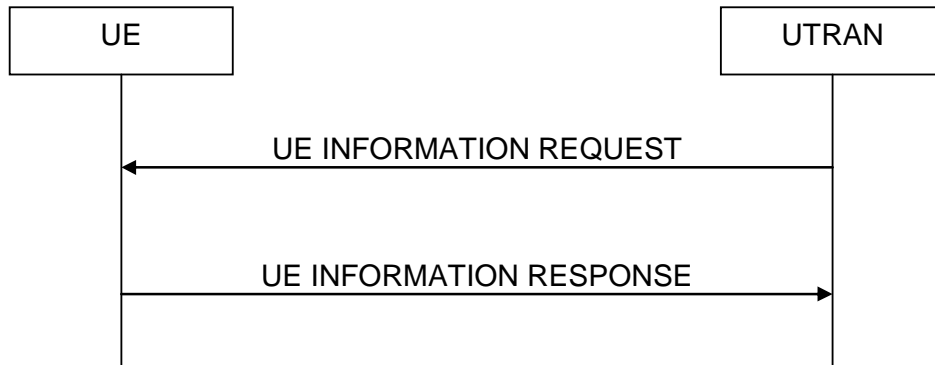 UE
UTRAN
UE INFORMATION REQUEST
UE INFORMATION RESPONSE